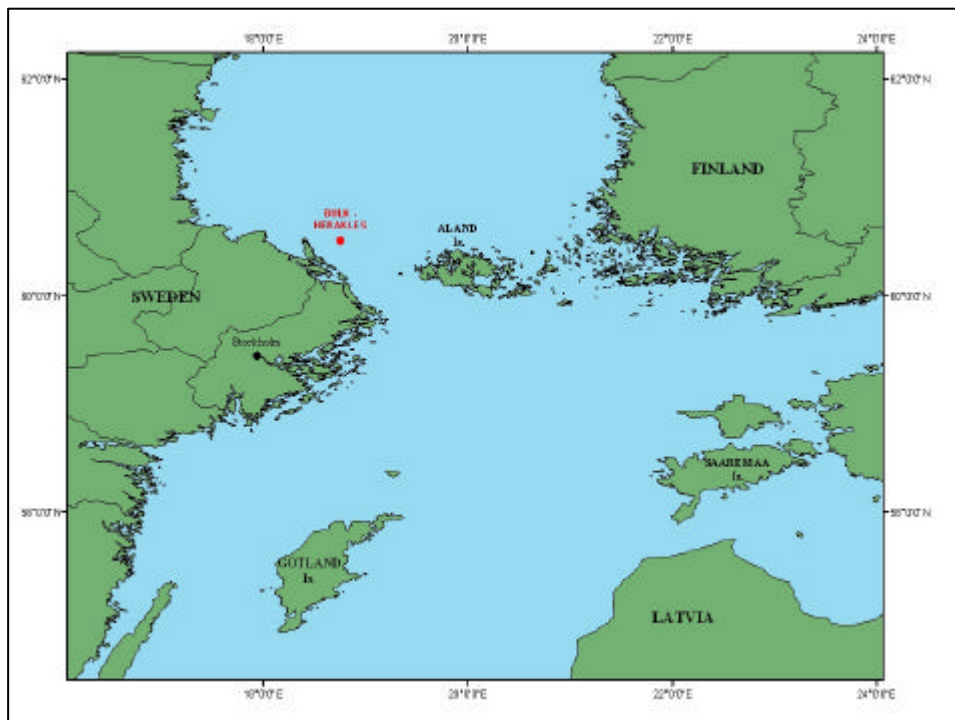 18°0'0"E 20°0'0"E 22°0'0"E 24°0'0"E
62°0'0"N 62°0'0"N
FINLAND
BULK -
HERAKLES
ALAND
Is.
SWEDEN
60°0'0"N 60°0'0"N
Stockholm
SAAREMAA
Is.
58°0'0"N 58°0'0"N
GOTLAND
Is.
LATVIA
18°0'0"E 20°0'0"E 22°0'0"E 24°0'0"E